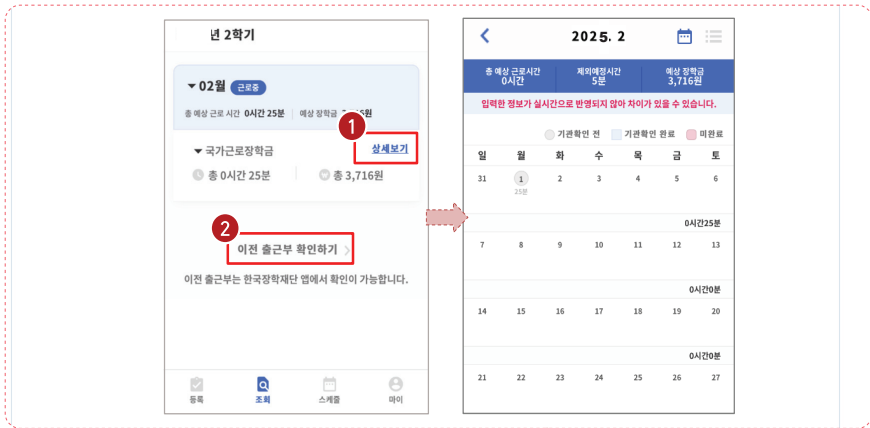 년 2학기
02월 근로중
총 예상 근로 시간 0시간 25분 예상 장학금
1
국가근로장학금 상세보기
총 0시간 25분 총 3,716원
2
이전 출근부 확인하기
이전 출근부는 한국장학재단 앱에서 확인이 가능합니다.
등록 조회 스케줄 마이
2025. 2
총 예상 근로시간 제외예정시간 예상 장학금
0시간 5분 3,716원
입력한 정보가 실시간으로 반영되지 않아 차이가 있을 수 있습니다.
기관확인 전 기관확인 완료 미완료
일 월 화 수 목 금 토
31 1 2 3 4 5 6
25분
0시간25분
7 8 9 10 11 12 13
0시간0분
14 15 16 17 18 19 20
0시간0분
21 22 23 24 25 26 27